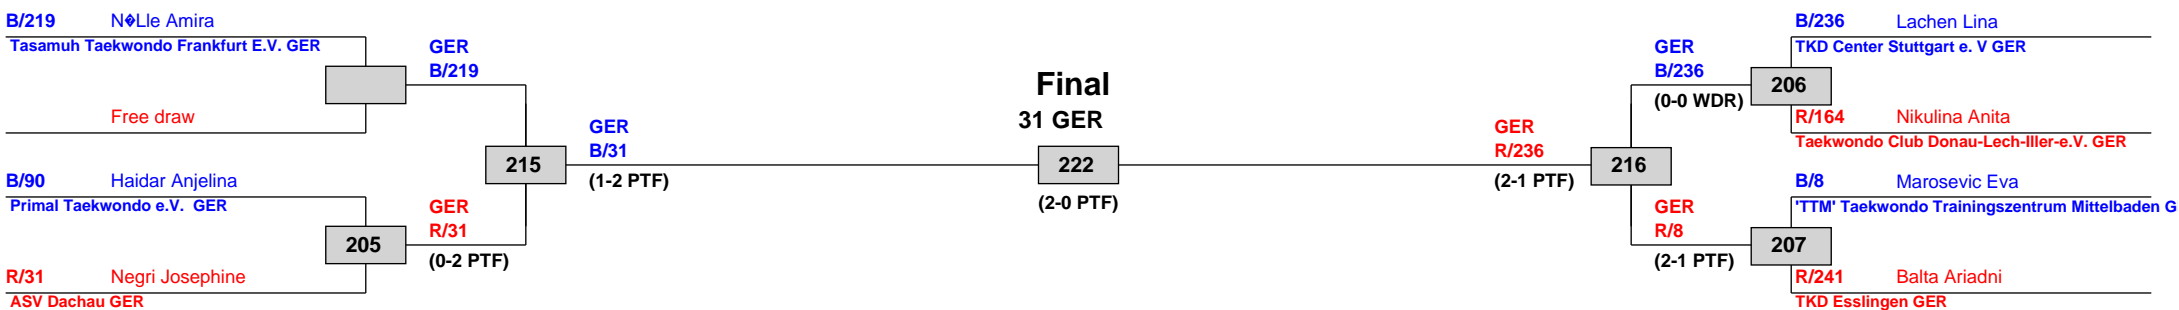 B/219 N�Lle Amira
Tasamuh Taekwondo Frankfurt E.V. GER
Free draw
GER
B/219
B/90 Haidar Anjelina
Primal Taekwondo e.V. GER
205
R/31 Negri Josephine
ASV Dachau GER
GER
R/31
(0-2 PTF)
215
GER
B/31
(1-2 PTF)
Final
31 GER
222
(2-0 PTF)
GER
R/236
(2-1 PTF)
216
GER
B/236
(0-0 WDR)
B/236 Lachen Lina
TKD Center Stuttgart e. V GER
206
R/164 Nikulina Anita
Taekwondo Club Donau-Lech-Iller-e.V. GER
GER
R/8
(2-1 PTF)
B/8 Marosevic Eva
'TTM' Taekwondo Trainingszentrum Mittelbaden G
207
R/241 Balta Ariadni
TKD Esslingen GER